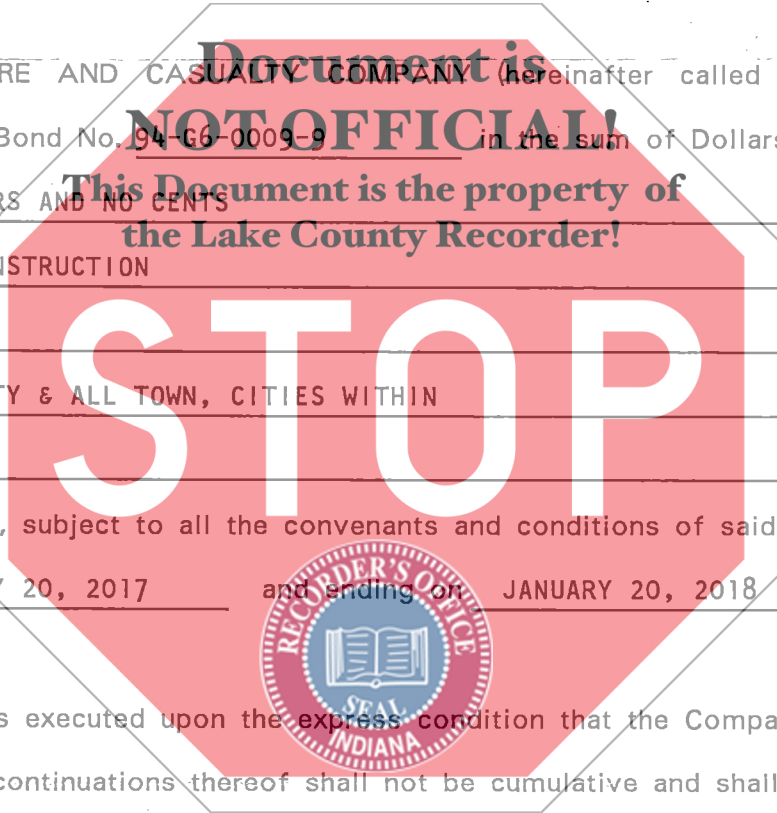 Document is
RE AND CASUALTY COMPANY (hereinafter called
NOT OFFICIAL!
Bond No. 94-G6-0009-9 in the sum of Dollars
This Document is the property of
RS AND NO CENTS
the Lake County Recorder!
NSTRUCTION
STOP
Y & ALL TOWN, CITIES WITHIN
, subject to all the convenants and conditions of said
Y 20, 2017 and ending on JANUARY 20, 2018
RECORDER'S OFFICE
SEAL
INDIANA
s executed upon the express condition that the Compa
continuations thereof shall not be cumulative and shall